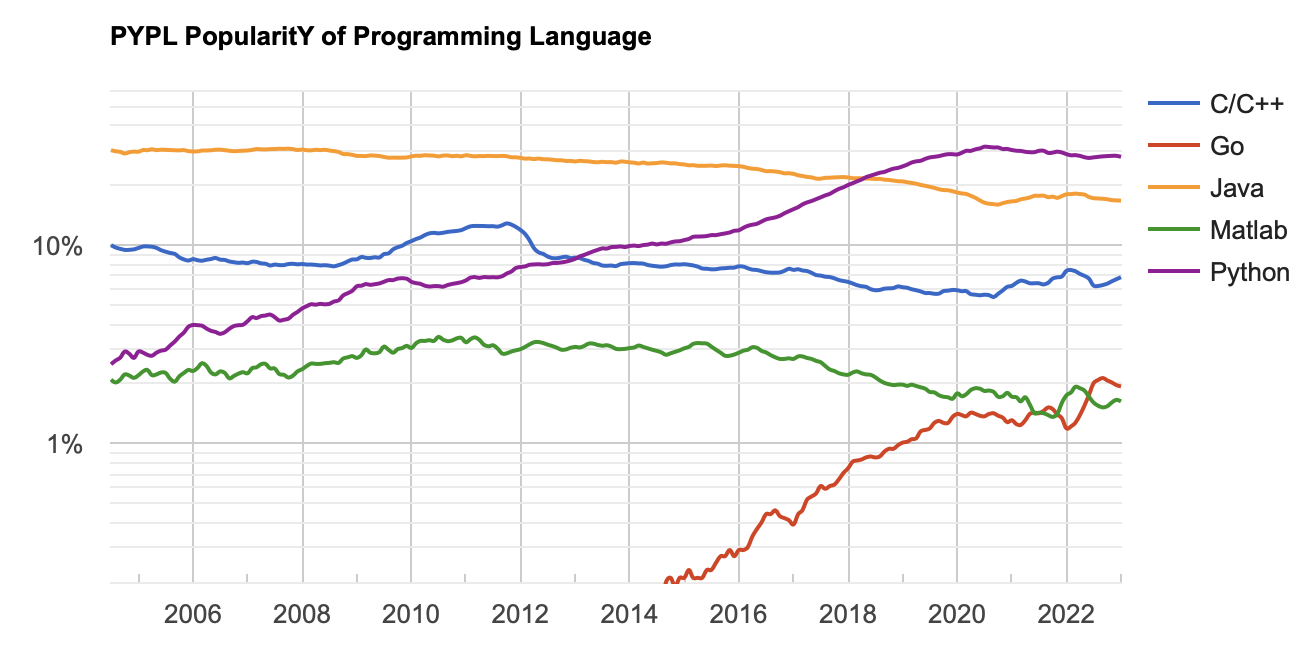 PYPL PopularitY of Programming Language
C/C++
Go
Java
Matlab
Python
10%
1%
2006 2008 2010 2012 2014 2016 2018 2020 2022